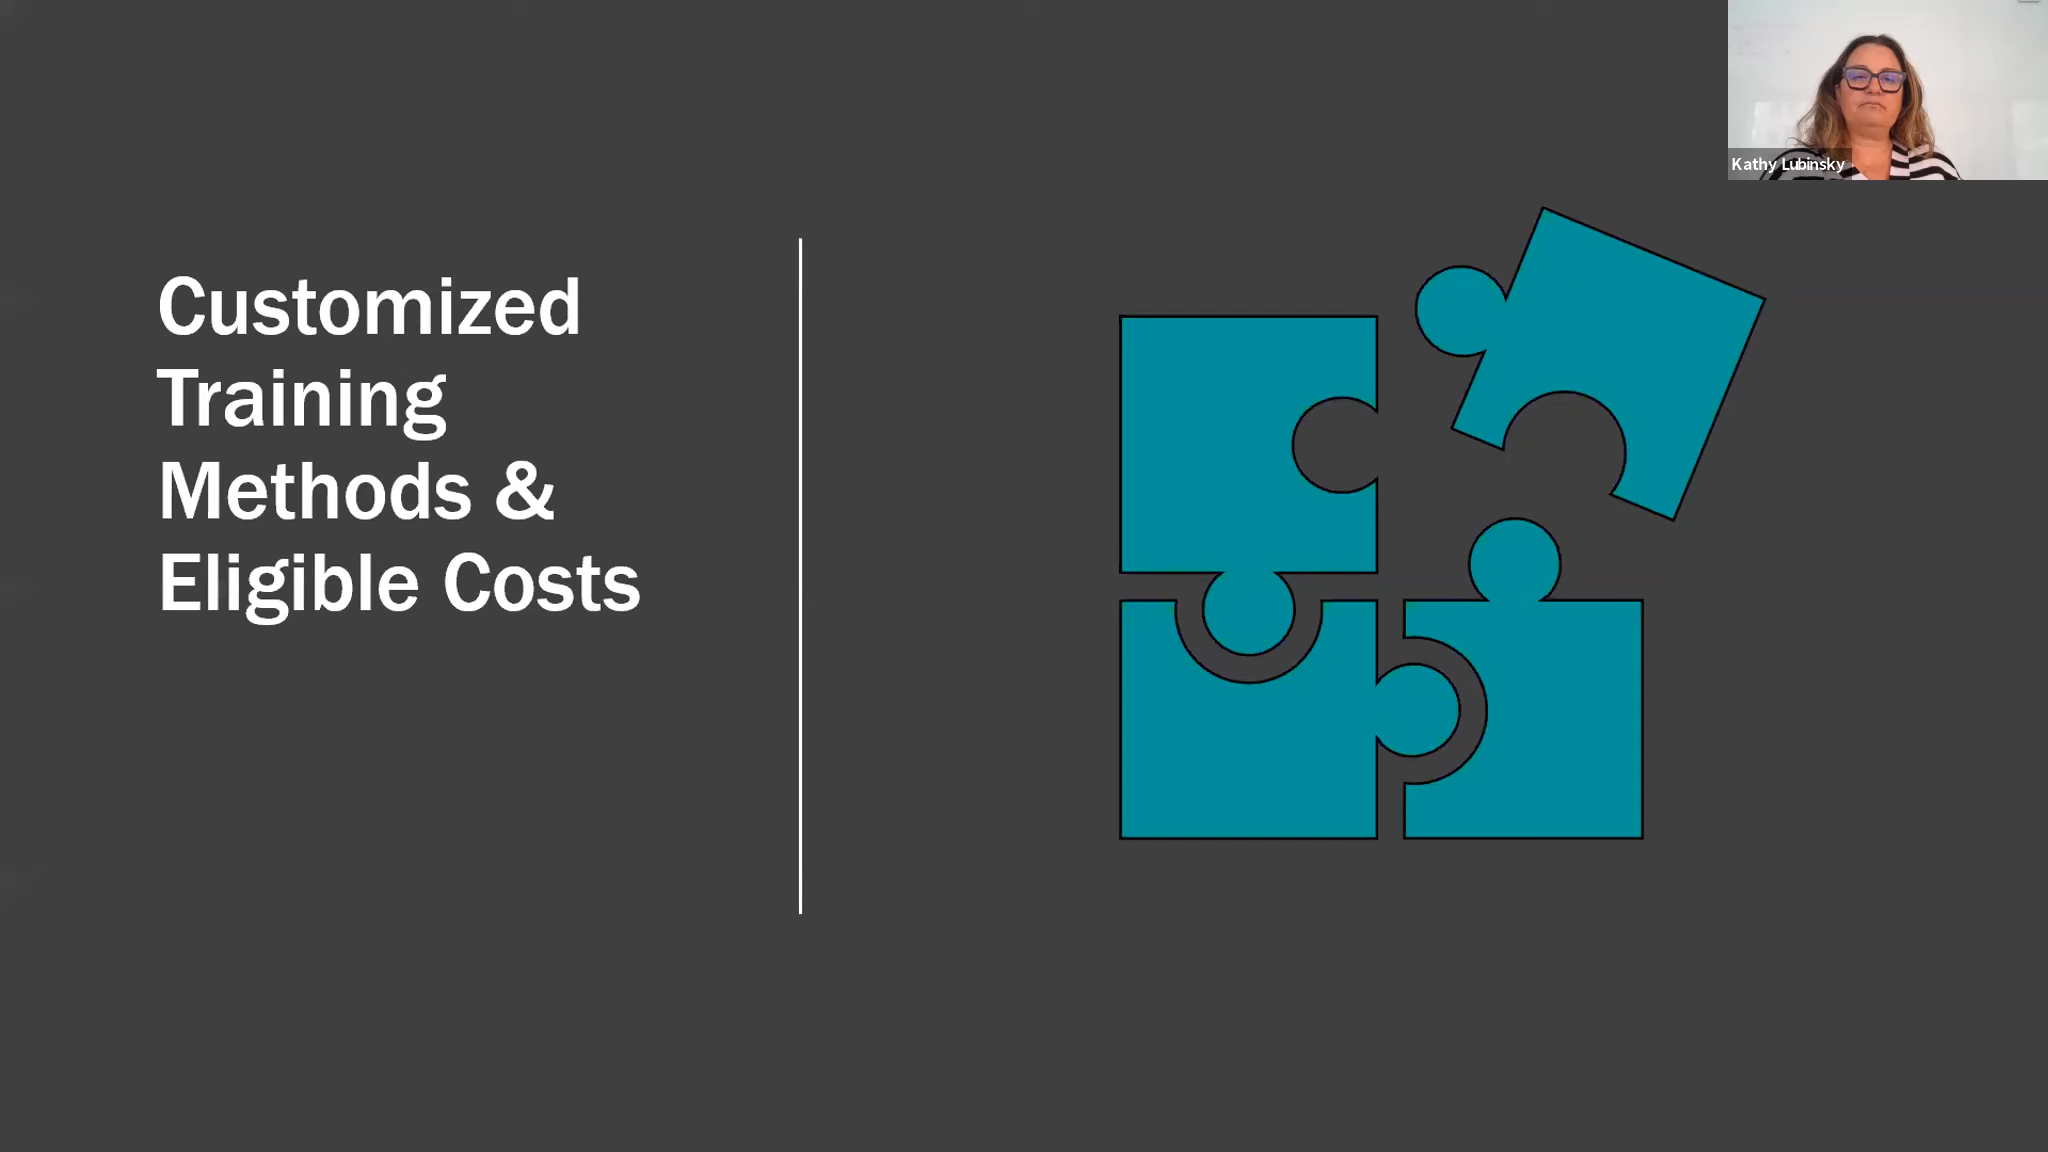 Kathy Lubinsky
Customized
Training
Methods &
Eligible Costs